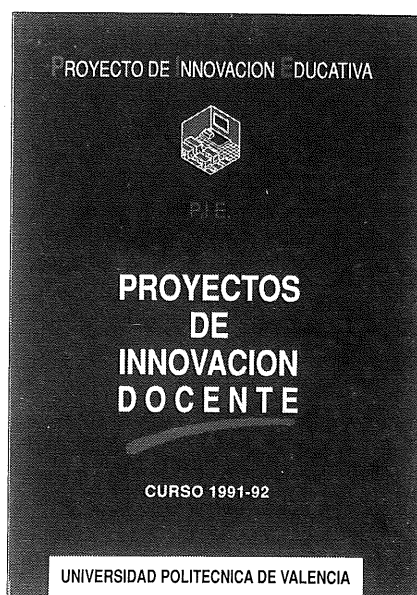 PROYECTO DE INNOVACION EDUCATIVA
P.I.E.
PROYECTOS
DE
INNOVACION
DOCENTE
CURSO 1991-92
UNIVERSIDAD POLITECNICA DE VALENCIA